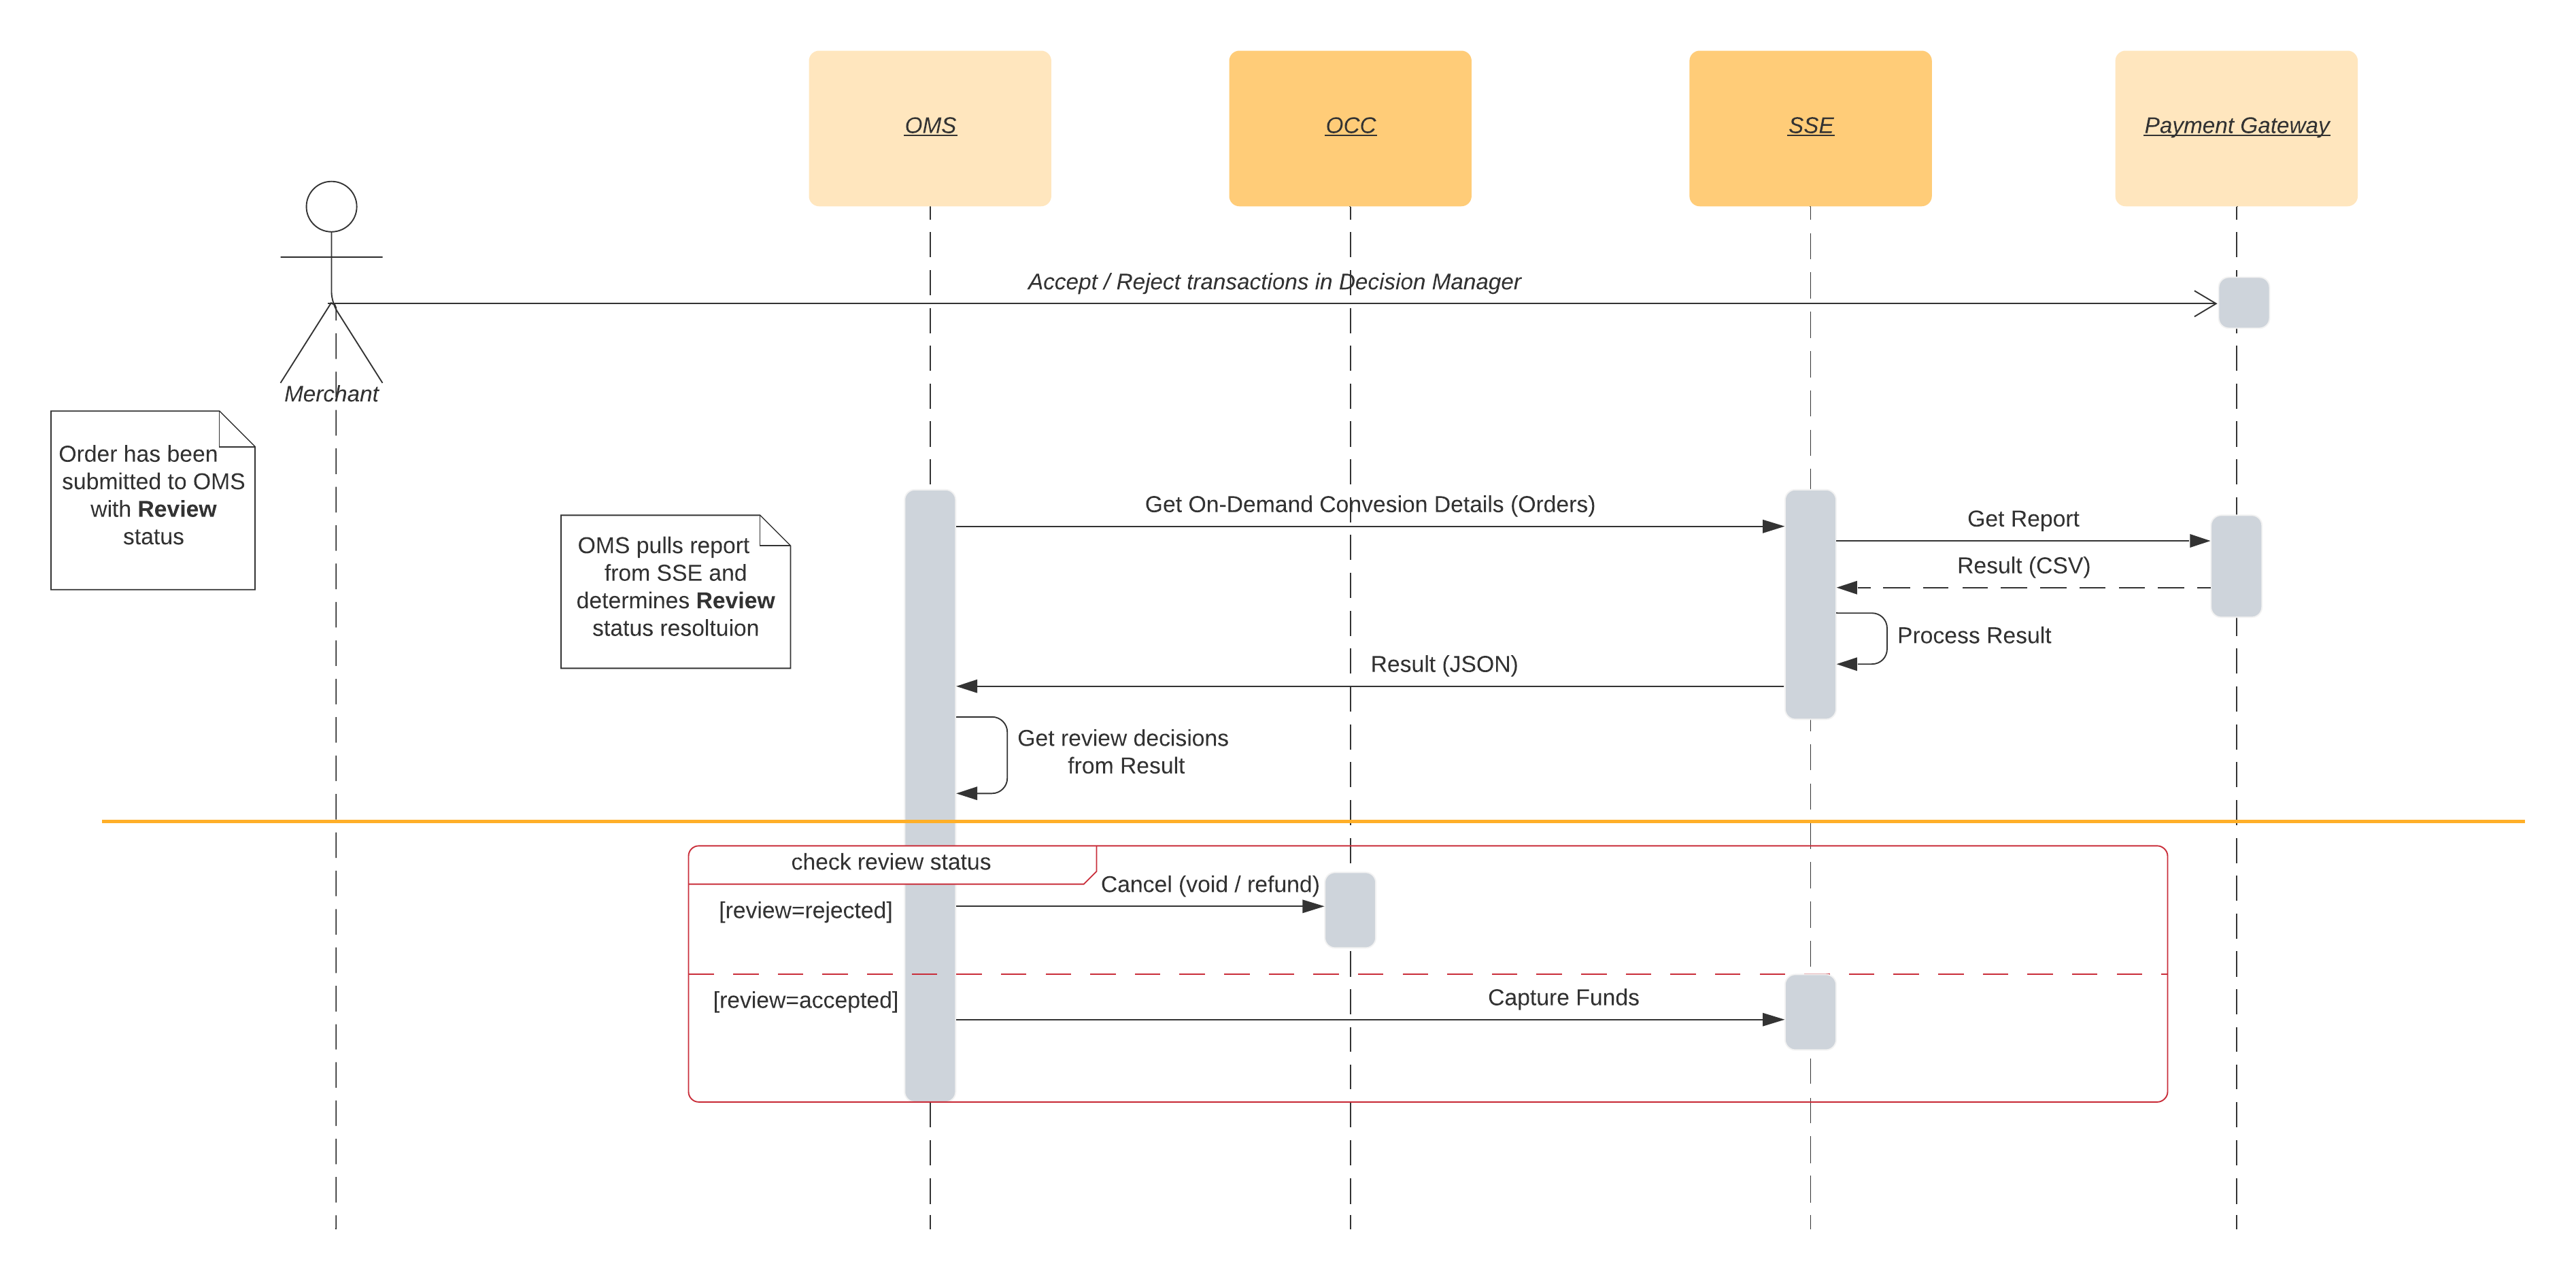 OMS
OCC
SSE
Payment Gateway
Accept / Reject transactions in Decision Manager
Merchant
Order has been
submitted to OMS
with Review
status
Get On-Demand Convesion Details (Orders)
Get Report
OMS pulls report
from SSE and
determines Review
status resoltuion
Result (CSV)
Process Result
Result (JSON)
Get review decisions
from Result
check review status
Cancel (void / refund)
[review=rejected]
[review=accepted]
Capture Funds